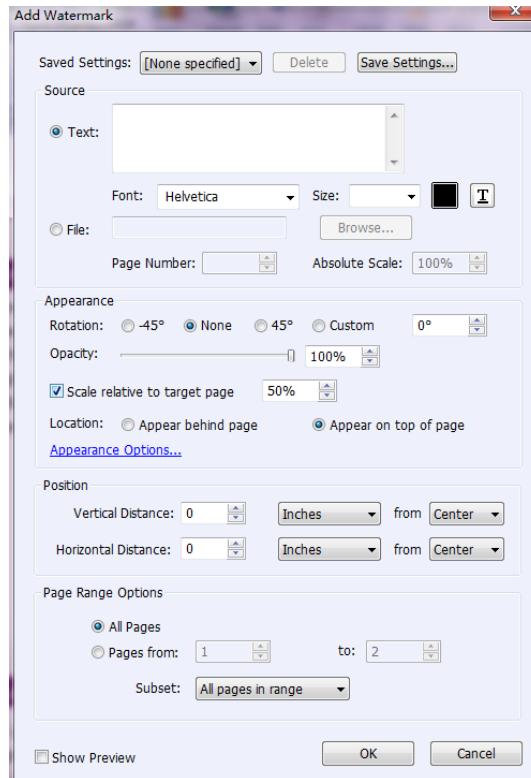 Add Watermark
Saved Settings: [None specified] Delete Save Settings...
Source
Text:
Font: Helvetica Size: T
File: Browse...
Page Number: Absolute Scale: 100%
Appearance
Rotation: -45° None 45° Custom 0°
Opacity: 100%
Scale relative to target page 50%
Location: Appear behind page Appear on top of page
Appearance Options...
Position
Vertical Distance: 0 Inches from Center
Horizontal Distance: 0 Inches from Center
Page Range Options
All Pages
Pages from: 1 to: 2
Subset: All pages in range
Show Preview OK Cancel